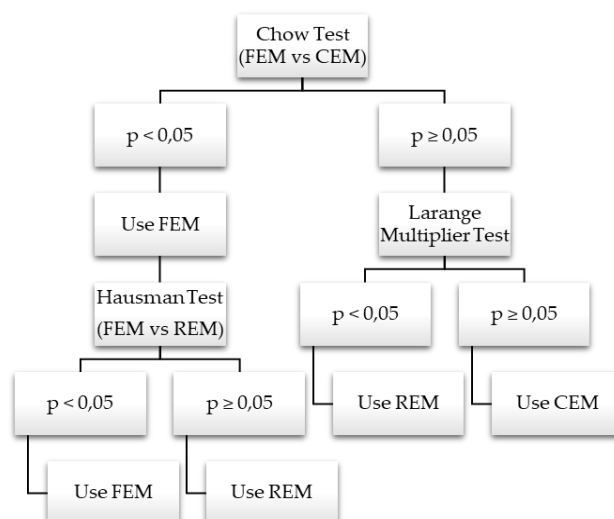 Chow Test
(FEM vs CEM)
p < 0,05
p ≥ 0,05
Use FEM
Larange
Multiplier Test
Hausman Test
(FEM vs REM)
p < 0,05
p ≥ 0,05
p < 0,05
p ≥ 0,05
Use REM
Use CEM
Use FEM
Use REM